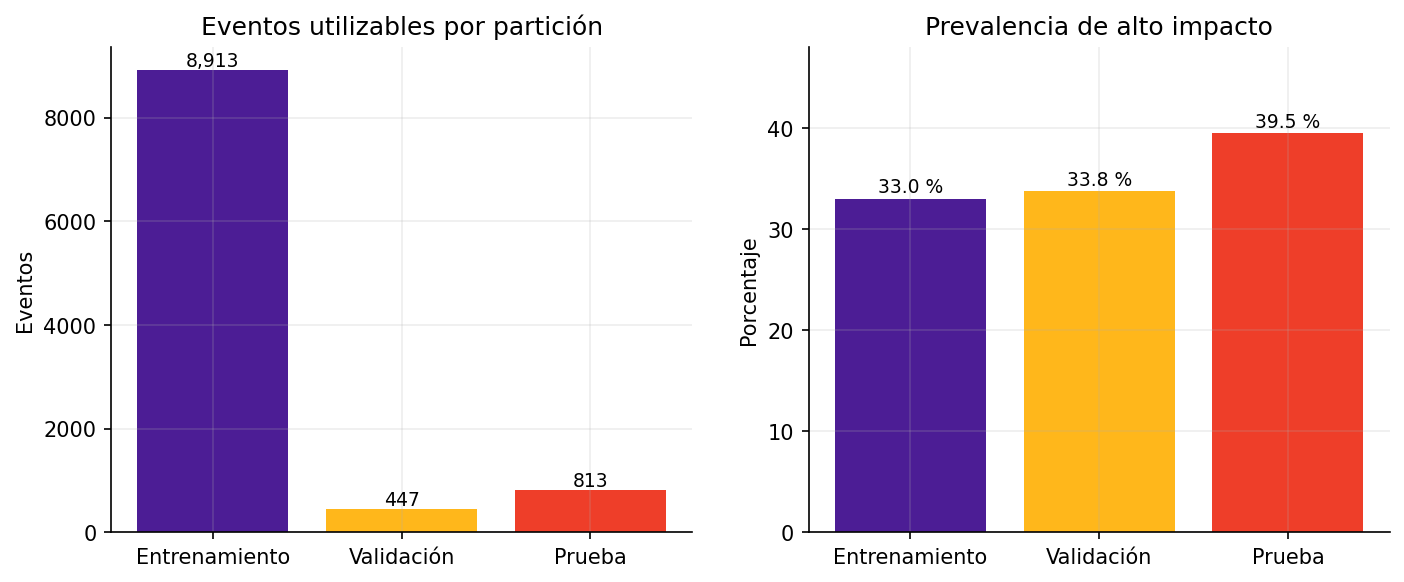 Eventos utilizables por partición
Eventos
8000
6000
4000
2000
0
8,913
447
813
Entrenamiento
Validación
Prueba
Prevalencia de alto impacto
Porcentaje
40
30
20
10
0
33.0 %
33.8 %
39.5 %
Entrenamiento
Validación
Prueba